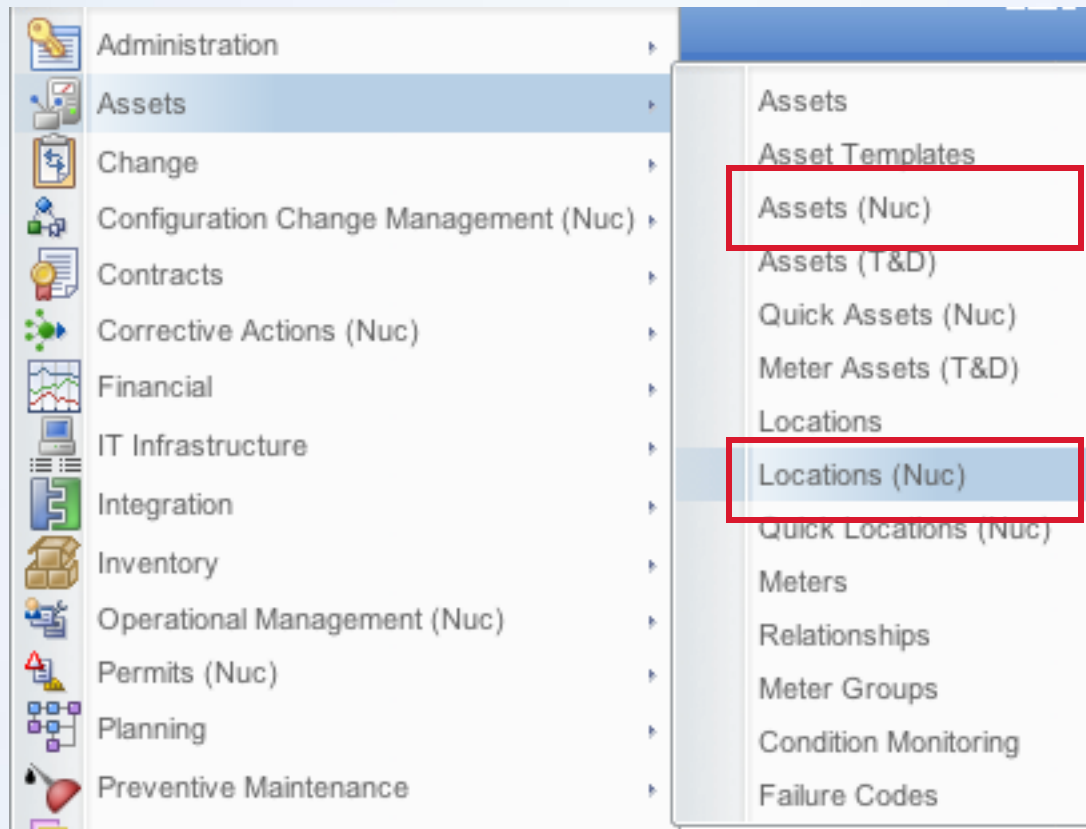 Administration
Assets
Change
Configuration Change Management (Nuc)
Contracts
Corrective Actions (Nuc)
Financial
IT Infrastructure
Integration
Inventory
Operational Management (Nuc)
Permits (Nuc)
Planning
Preventive Maintenance
Assets
Asset Templates
Assets (Nuc)
Assets (T&D)
Quick Assets (Nuc)
Meter Assets (T&D)
Locations
Locations (Nuc)
Quick Locations (Nuc)
Meters
Relationships
Meter Groups
Condition Monitoring
Failure Codes